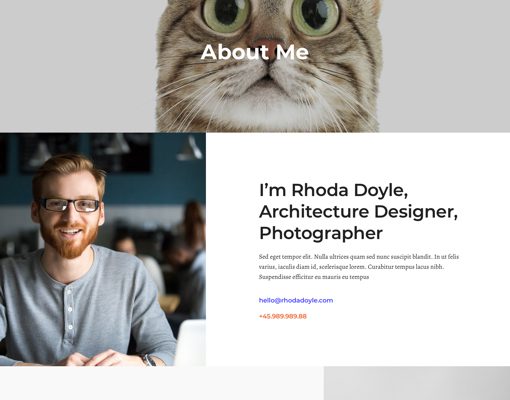 About Me
I’m Rhoda Doyle,
Architecture Designer,
Photographer
Sed eget tempor elit. Nulla ultrices quam sed nunc suscipit blandit. In ut felis
varius, iaculis diam id, scelerisque lorem. Curabitur tempus lacus nibh.
Suspendisse efficitur eu mauris eu tempus
hello@rhodadoyle.com
+45.989.989.88